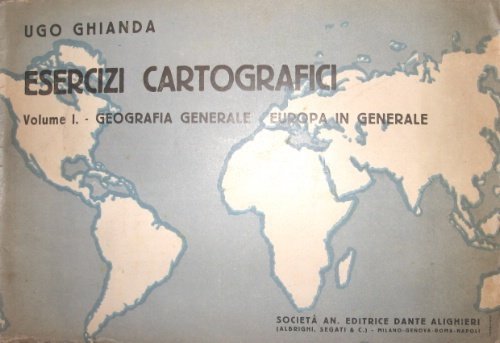 UGO GHIANDA
ESERCIZI CARTOGRAFICI
Volume I. - GEOGRAFIA GENERALE EUROPA IN GENERALE
SOCIETÀ AN. EDITRICE DANTE ALIGHIERI
(ALBRIGHI, SEGATI & C.) - MILANO-GENOVA-ROMA-NAPOLI